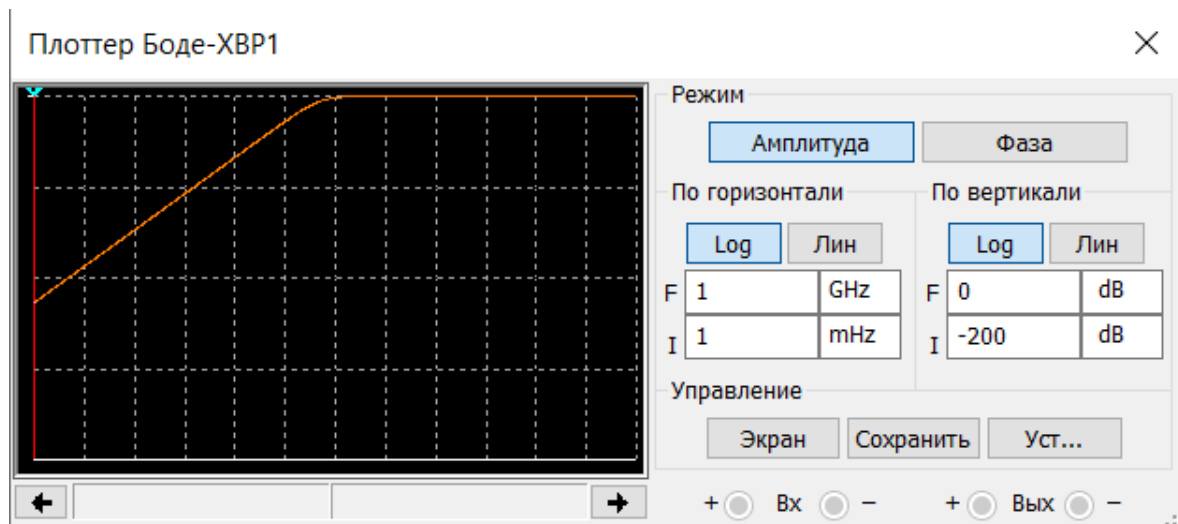 Плоттер Боде-XBP1
Режим
Амплитуда Фаза
По горизонтали По вертикали
Log Лин Log Лин
F 1 GHz F 0 dB
I 1 mHz I -200 dB
Управление
Экран Сохранить Уст...
+ Вх − + Вых −